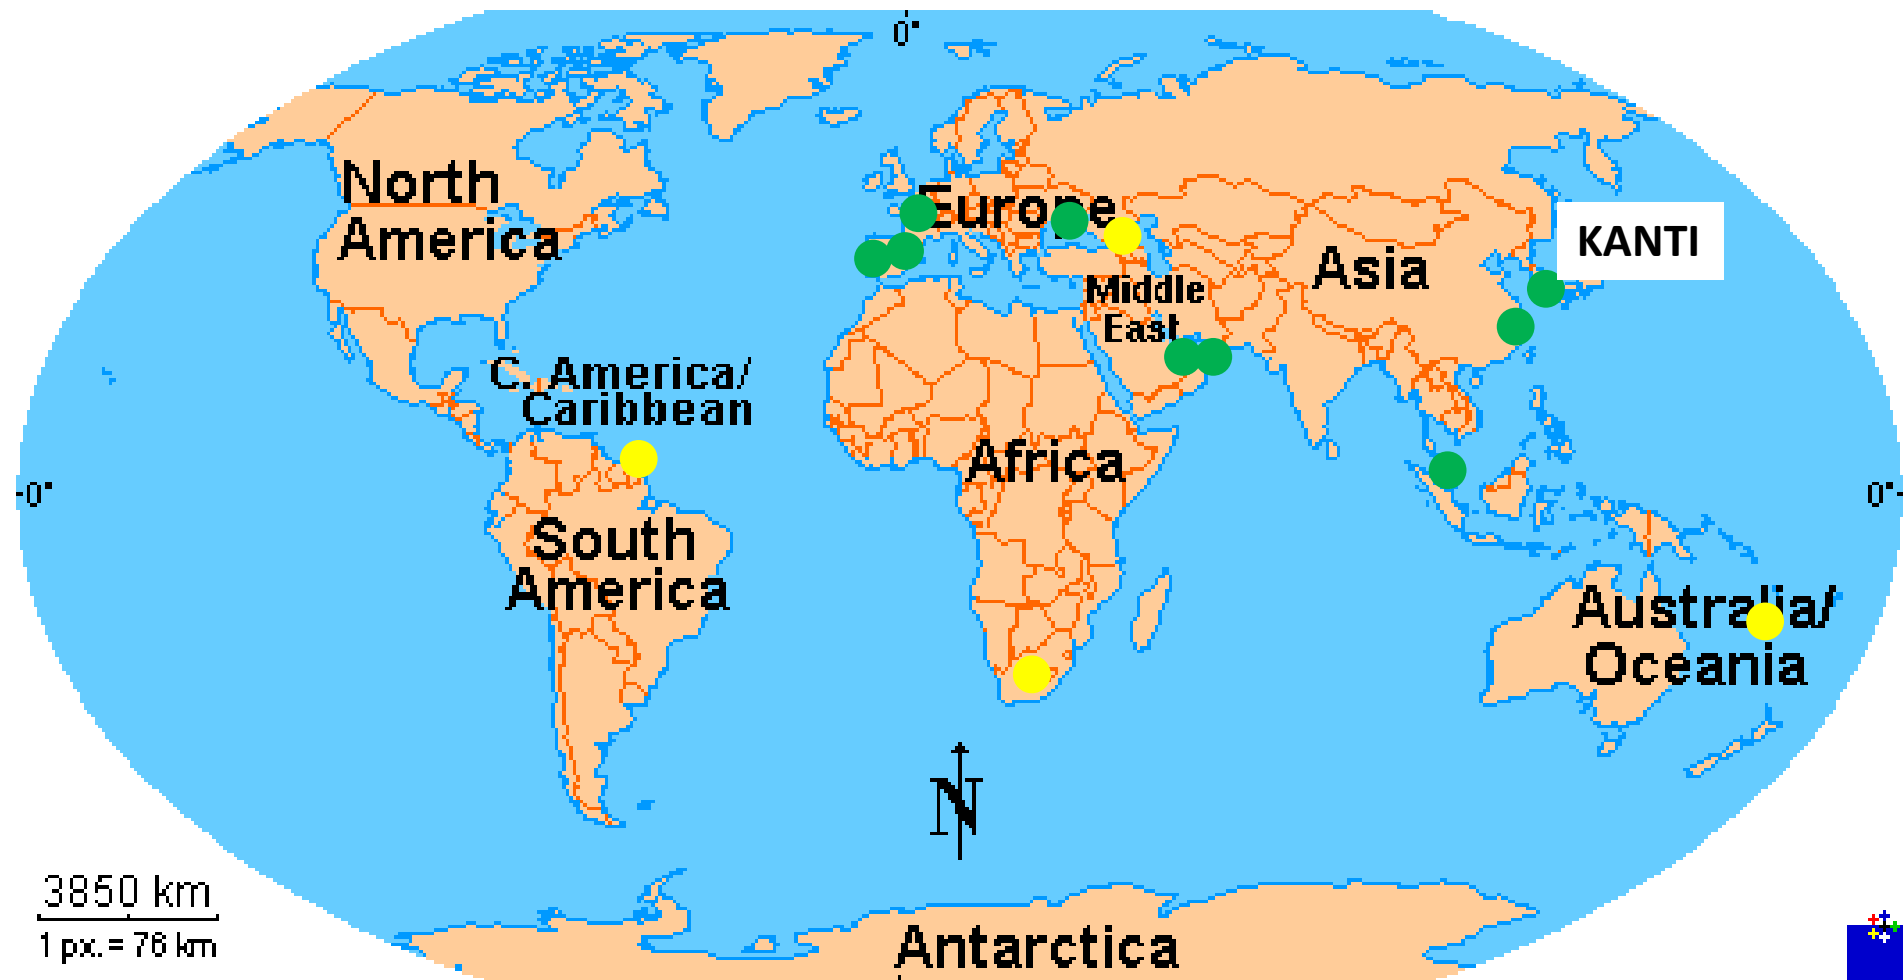 0°
North
America
Europe
KANTI
Asia
Middle
East
C. America/
Caribbean
Africa
-0°
0°-
South
America
Australia/
Oceania
N
3850 km
1 px. = 76 km
Antarctica